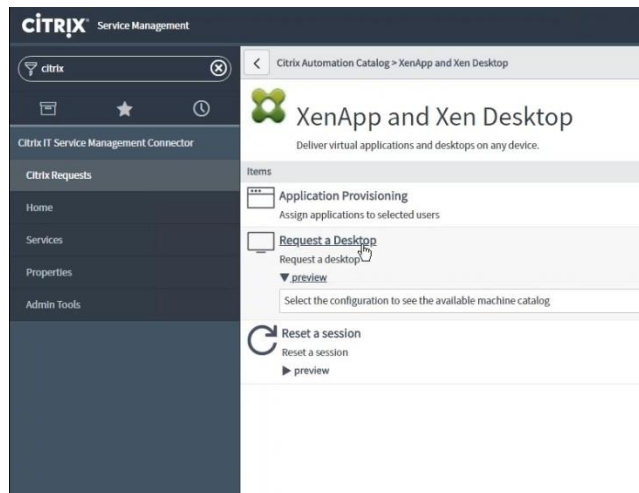 CITRIX Service Management
citrix
Citrix IT Service Management Connector
Citrix Requests
Home
Services
Properties
Admin Tools
Citrix Automation Catalog > XenApp and Xen Desktop
XenApp and Xen Desktop
Deliver virtual applications and desktops on any device.
Items
Application Provisioning
Assign applications to selected users
Request a Desktop
Request a desktop
▼ preview
Select the configuration to see the available machine catalog
Reset a session
Reset a session
▶ preview